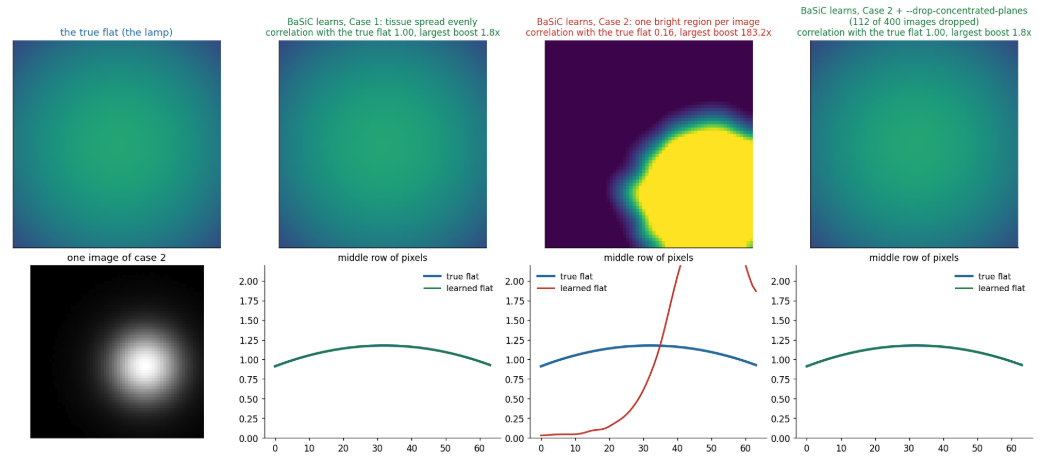 the true flat (the lamp)
BaSiC learns, Case 1: tissue spread evenly
correlation with the true flat 1.00, largest boost 1.8x
BaSiC learns, Case 2: one bright region per image
correlation with the true flat 0.16, largest boost 183.2x
BaSiC learns, Case 2 + --drop-concentrated-planes
(112 of 400 images dropped)
correlation with the true flat 1.00, largest boost 1.8x
one image of case 2
middle row of pixels
true flat
learned flat
2.00
1.75
1.50
1.25
1.00
0.75
0.50
0.25
0.00
0 10 20 30 40 50 60
middle row of pixels
true flat
learned flat
2.00
1.75
1.50
1.25
1.00
0.75
0.50
0.25
0.00
0 10 20 30 40 50 60
middle row of pixels
true flat
learned flat
2.00
1.75
1.50
1.25
1.00
0.75
0.50
0.25
0.00
0 10 20 30 40 50 60